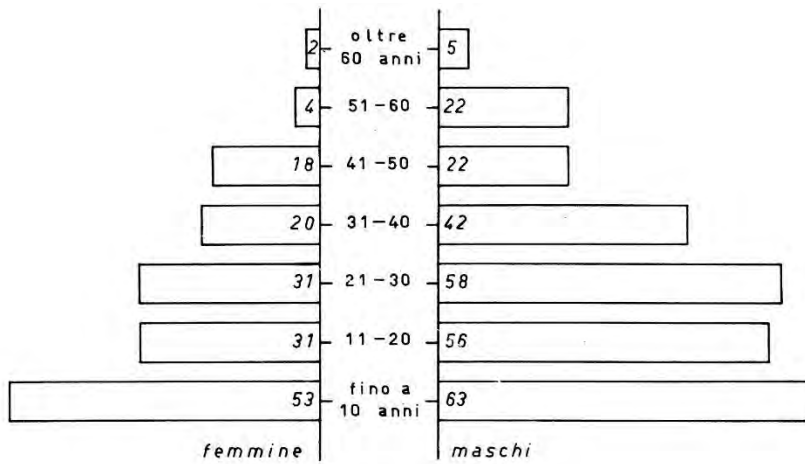 oltre
2 60 anni 5
4 51-60 22
18 41-50 22
20 31-40 42
31 21-30 58
31 11-20 56
fino a
53 10 anni 63
femmine maschi